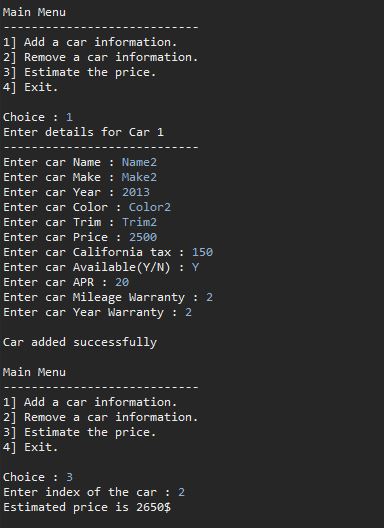 Main Menu
----------------------------
1] Add a car information.
2] Remove a car information.
3] Estimate the price.
4] Exit.
Choice : 1
Enter details for Car 1
----------------------------
Enter car Name : Name2
Enter car Make : Make2
Enter car Year : 2013
Enter car Color : Color2
Enter car Trim : Trim2
Enter car Price : 2500
Enter car California tax : 150
Enter car Available(Y/N) : Y
Enter car APR : 20
Enter car Mileage Warranty : 2
Enter car Year Warranty : 2
Car added successfully
Main Menu
----------------------------
1] Add a car information.
2] Remove a car information.
3] Estimate the price.
4] Exit.
Choice : 3
Enter index of the car : 2
Estimated price is 2650$